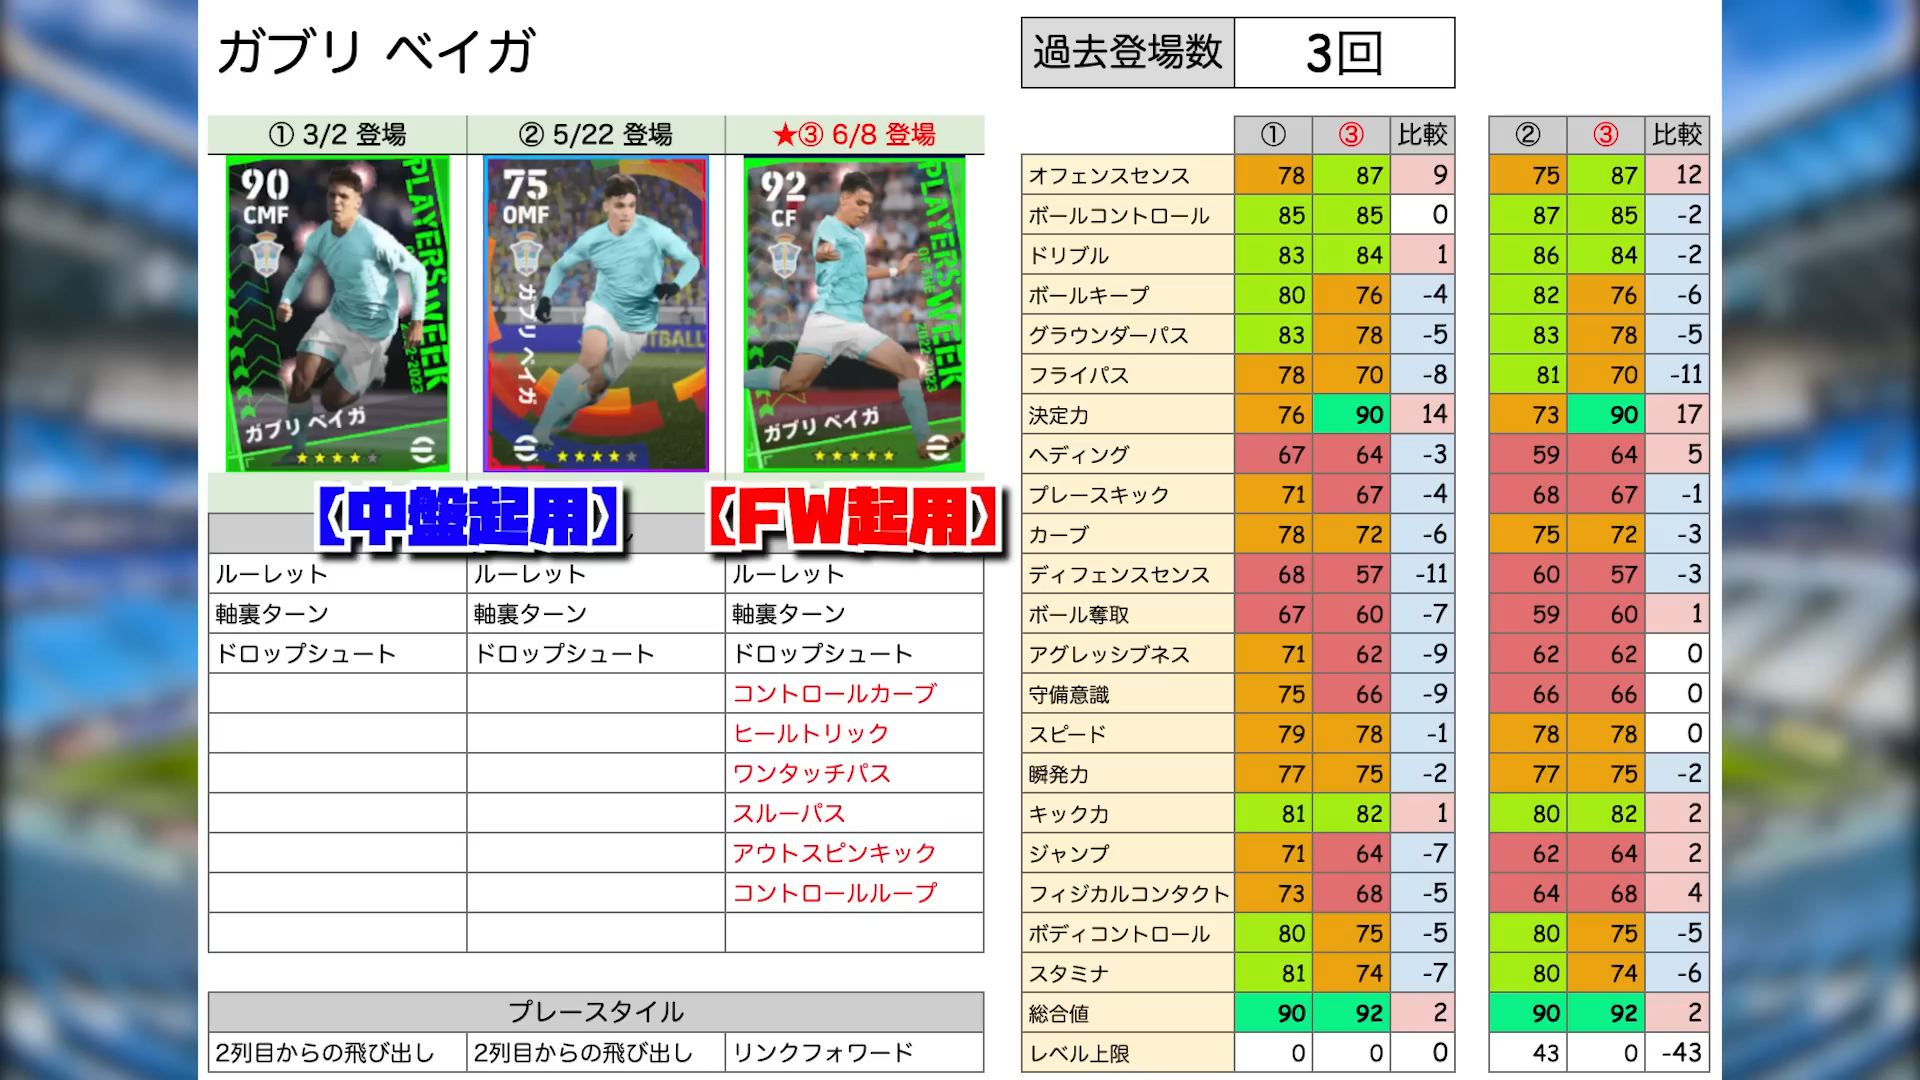 ガブリ ベイガ
過去登場数 3回
① 3/2 登場 ② 5/22 登場 ★③ 6/8 登場
90 CMF PLAYERS OF THE WEEK 2022-2023 ガブリ ベイガ
75 OMF ガブリ ベイガ
92 CF PLAYERS OF THE WEEK 2022-2023 ガブリ ベイガ
【中盤起用】 【FW起用】
ルーレット ルーレット ルーレット
軸裏ターン 軸裏ターン 軸裏ターン
ドロップシュート ドロップシュート ドロップシュート
コントロールカーブ
ヒールトリック
ワンタッチパス
スルーパス
アウトスピンキック
コントロールループ
プレースタイル
2列目からの飛び出し 2列目からの飛び出し リンクフォワード
① ③ 比較 ② ③ 比較
オフェンスセンス 78 87 9 75 87 12
ボールコントロール 85 85 0 87 85 -2
ドリブル 83 84 1 86 84 -2
ボールキープ 80 76 -4 82 76 -6
グラウンダーパス 83 78 -5 83 78 -5
フライパス 78 70 -8 81 70 -11
決定力 76 90 14 73 90 17
ヘディング 67 64 -3 59 64 5
プレースキック 71 67 -4 68 67 -1
カーブ 78 72 -6 75 72 -3
ディフェンスセンス 68 57 -11 60 57 -3
ボール奪取 67 60 -7 59 60 1
アグレッシブネス 71 62 -9 62 62 0
守備意識 75 66 -9 66 66 0
スピード 79 78 -1 78 78 0
瞬発力 77 75 -2 77 75 -2
キック力 81 82 1 80 82 2
ジャンプ 71 64 -7 62 64 2
フィジカルコンタクト 73 68 -5 64 68 4
ボディコントロール 80 75 -5 80 75 -5
スタミナ 81 74 -7 80 74 -6
総合値 90 92 2 90 92 2
レベル上限 0 0 0 43 0 -43